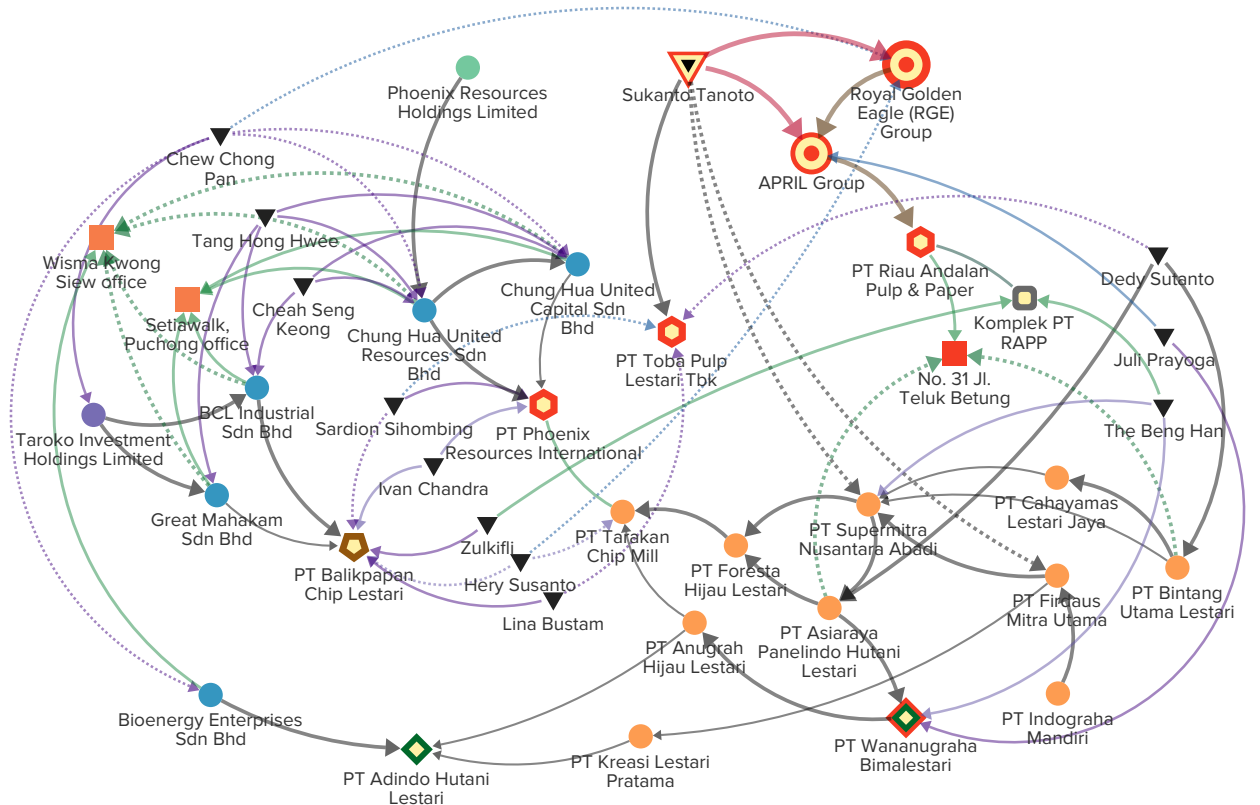 Phoenix Resources
Holdings Limited
Sukanto Tanoto
Royal Golden
Eagle (RGE)
Group
Chew Chong
Pan
APRIL Group
Tang Hong Hwee
Wisma Kwong
Siew office
PT Riau Andalan
Pulp & Paper
Dedy Sutanto
Chung Hua United
Capital Sdn
Bhd
Cheah Seng
Keong
Setiawalk,
Puchong office
Chung Hua United
Resources Sdn
Bhd
Komplek PT
RAPP
PT Toba Pulp
Lestari Tbk
Juli Prayoga
No. 31 Jl.
Teluk Betung
BCL Industrial
Sdn Bhd
Sardion Sihombing
PT Phoenix
Resources International
The Beng Han
Taroko Investment
Holdings Limited
Ivan Chandra
PT Cahayamas
Lestari Jaya
Great Mahakam
Sdn Bhd
Zulkifli
PT Tarakan
Chip Mill
PT Supermitra
Nusantara Abadi
PT Balikpapan
Chip Lestari
Hery Susanto
PT Foresta
Hijau Lestari
PT Firdaus
Mitra Utama
PT Bintang
Utama Lestari
Lina Bustam
PT Anugrah
Hijau Lestari
PT Asiaraya
Panelindo Hutani
Lestari
Bioenergy Enterprises
Sdn Bhd
PT Indograha
Mandiri
PT Wananugraha
Bimalestari
PT Kreasi Lestari
Pratama
PT Adindo Hutani
Lestari